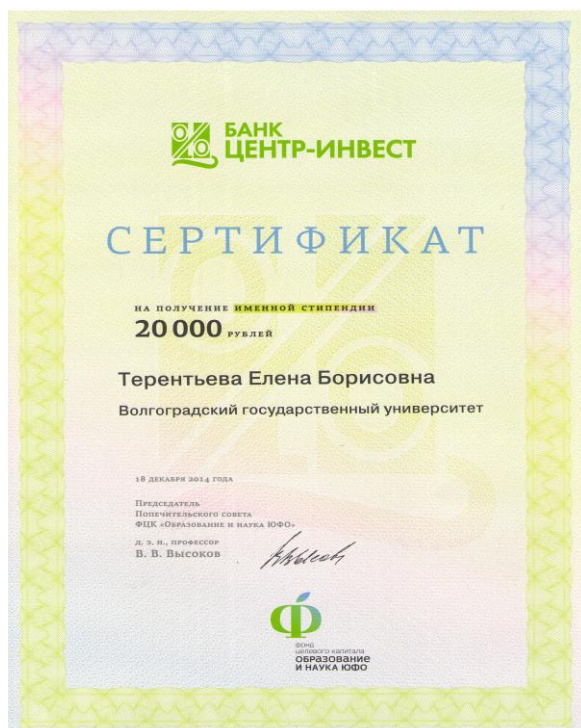 БАНК
ЦЕНТР-ИНВЕСТ
СЕРТИФИКАТ
НА ПОЛУЧЕНИЕ ИМЕННОЙ СТИПЕНДИИ
20 000 РУБЛЕЙ
Терентьева Елена Борисовна
Волгоградский государственный университет
18 ДЕКАБРЯ 2014 ГОДА
ПРЕДСЕДАТЕЛЬ
ПОПЕЧИТЕЛЬСКОГО СОВЕТА
ФЦК «ОБРАЗОВАНИЕ И НАУКА ЮФО»
Д. Э. Н., ПРОФЕССОР
В. В. ВЫСОКОВ
Ф
ФОНД
ЦЕЛЕВОГО КАПИТАЛА
ОБРАЗОВАНИЕ
И НАУКА ЮФО